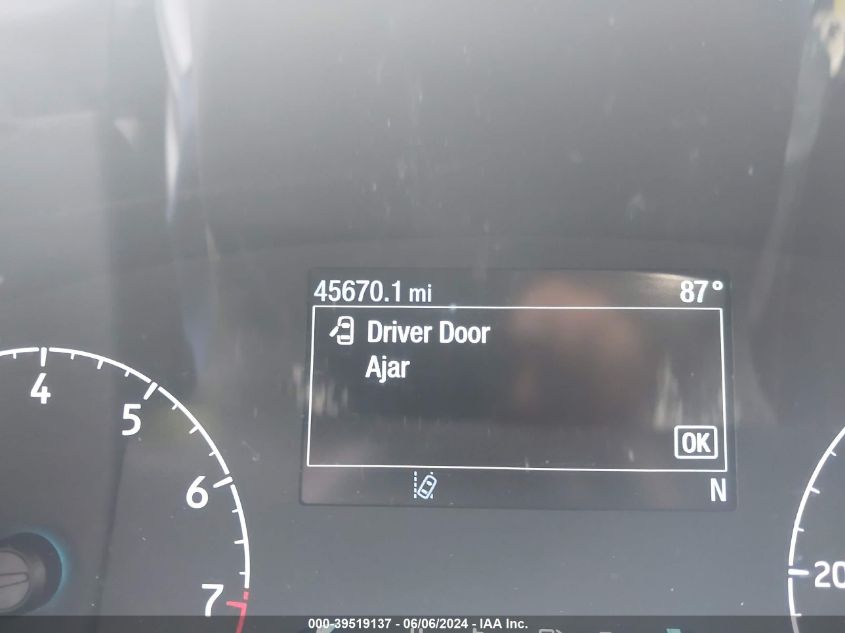 45670.1 mi 87°
Driver Door
Ajar
OK
N
4
5
6
7
20
000-39519137 - 06/06/2024 - IAA Inc.